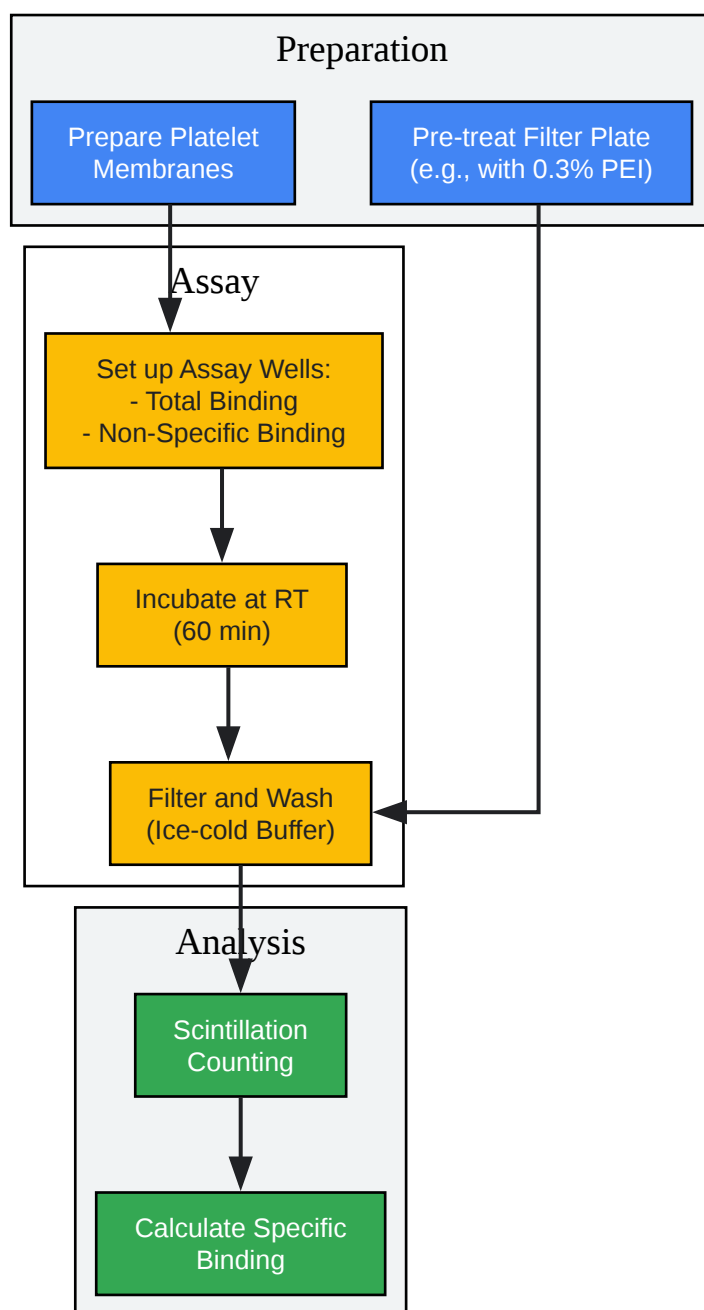 Preparation
Prepare Platelet
Membranes
Pre-treat Filter Plate
(e.g., with 0.3% PEI)
Assay
Set up Assay Wells:
- Total Binding
- Non-Specific Binding
Incubate at RT
(60 min)
Filter and Wash
(Ice-cold Buffer)
Analysis
Scintillation
Counting
Calculate Specific
Binding